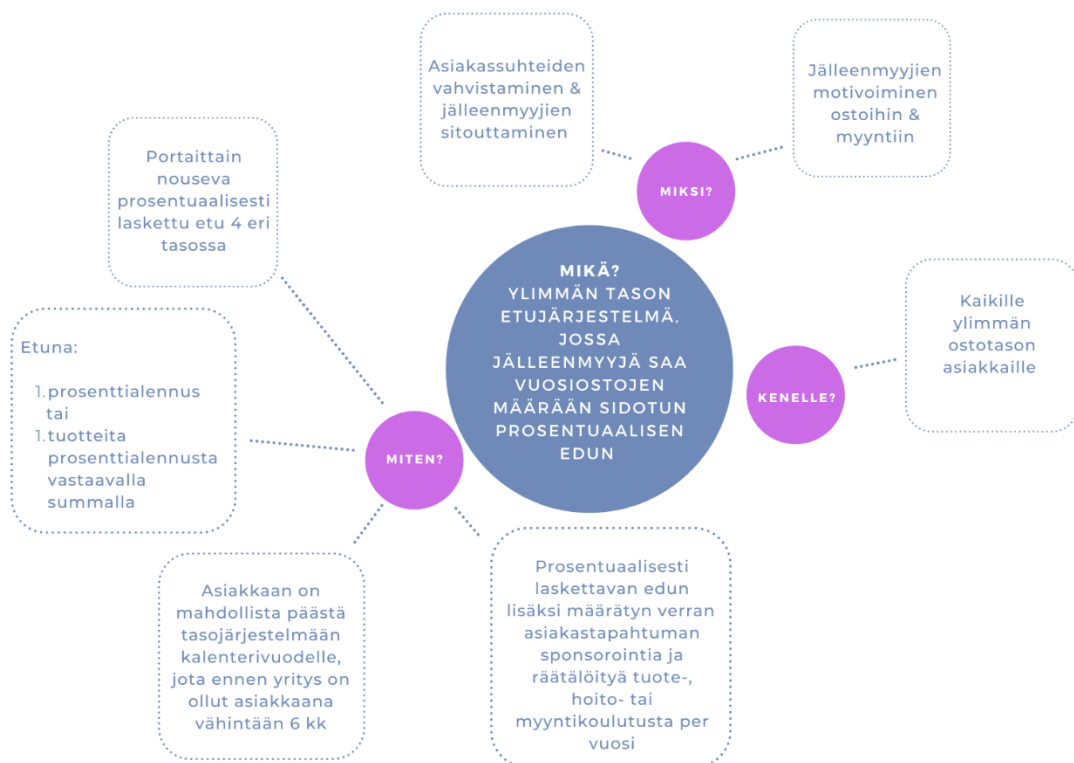 Asiakassuhteiden
vahvistaminen &
jälleenmyyjien
sitouttaminen
Jälleenmyyjien
motivoiminen
ostoihin &
myyntiin
MIKSI?
Portaittain
nouseva
prosentuaalisesti
laskettu etu 4 eri
tasossa
MIKÄ?
YLIMMÄN TASON
ETUJÄRJESTELMÄ,
JOSSA
JÄLLEENMYYJÄ SAA
VUOSIOSTOJEN
MÄÄRÄÄN SIDOTUN
PROSENTUAALISEN
EDUN
Kaikille
ylimmän
ostotason
asiakkaille
KENELLE?
Etuna:
1. prosenttialennus
tai
1. tuotteita
prosenttialennusta
vastaavalla
summalla
MITEN?
Asiakkaan on
mahdollista päästä
tasojärjestelmään
kalenterivuodelle,
jota ennen yritys on
ollut asiakkaana
vähintään 6 kk
Prosentuaalisesti
laskettavan edun
lisäksi määrätyn verran
asiakastapahtuman
sponsorointia ja
räätälöityä tuote-,
hoito- tai
myyntikoulutusta per
vuosi